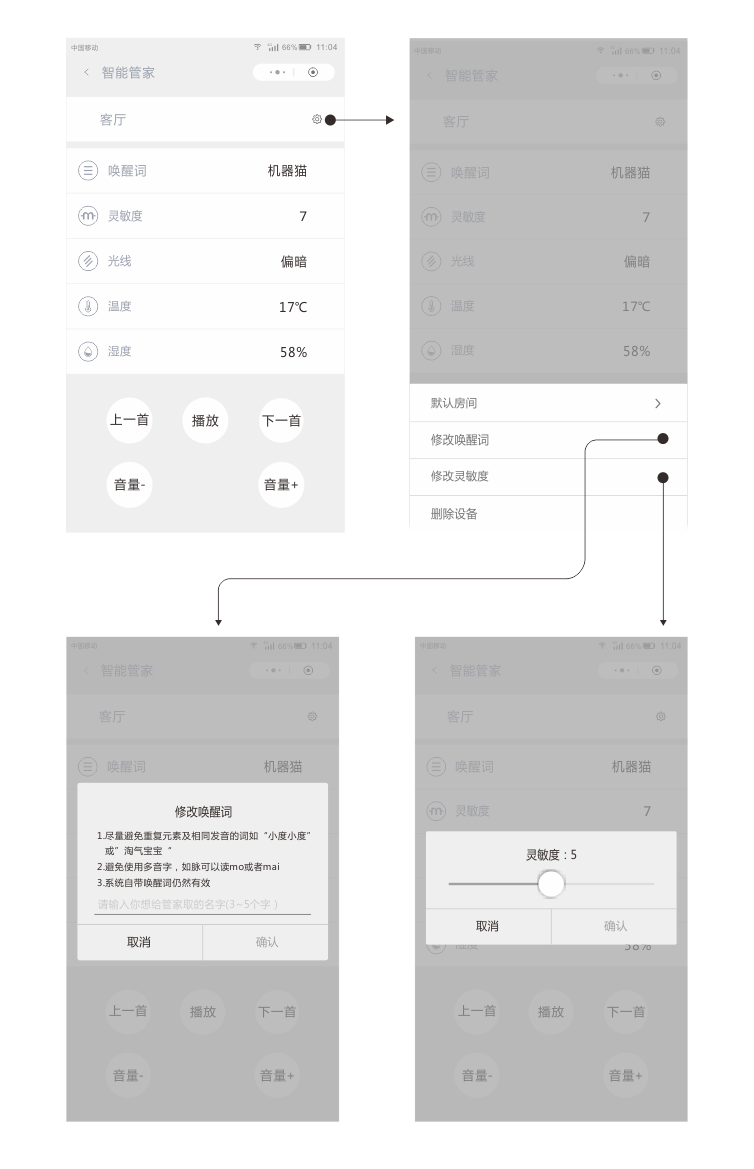 中国移动 66% 11:04
智能管家
客厅
唤醒词 机器猫
灵敏度 7
光线 偏暗
温度 17℃
湿度 58%
上一首 播放 下一首
音量- 音量+
中国移动 66% 11:04
智能管家
客厅
唤醒词 机器猫
灵敏度 7
光线 偏暗
温度 17℃
湿度 58%
默认房间
修改唤醒词
修改灵敏度
删除设备
中国移动 66% 11:04
智能管家
客厅
唤醒词 机器猫
修改唤醒词
1.尽量避免重复元素及相同发音的词如“小度小度”
或”淘气宝宝“
2.避免使用多音字，如脉可以读mo或者mai
3.系统自带唤醒词仍然有效
请输入你想给管家取的名字(3~5个字）
取消 确认
上一首 播放 下一首
音量- 音量+
中国移动 66% 11:04
智能管家
客厅
唤醒词 机器猫
灵敏度 7
灵敏度：5
取消 确认
湿度 58%
上一首 播放 下一首
音量- 音量+